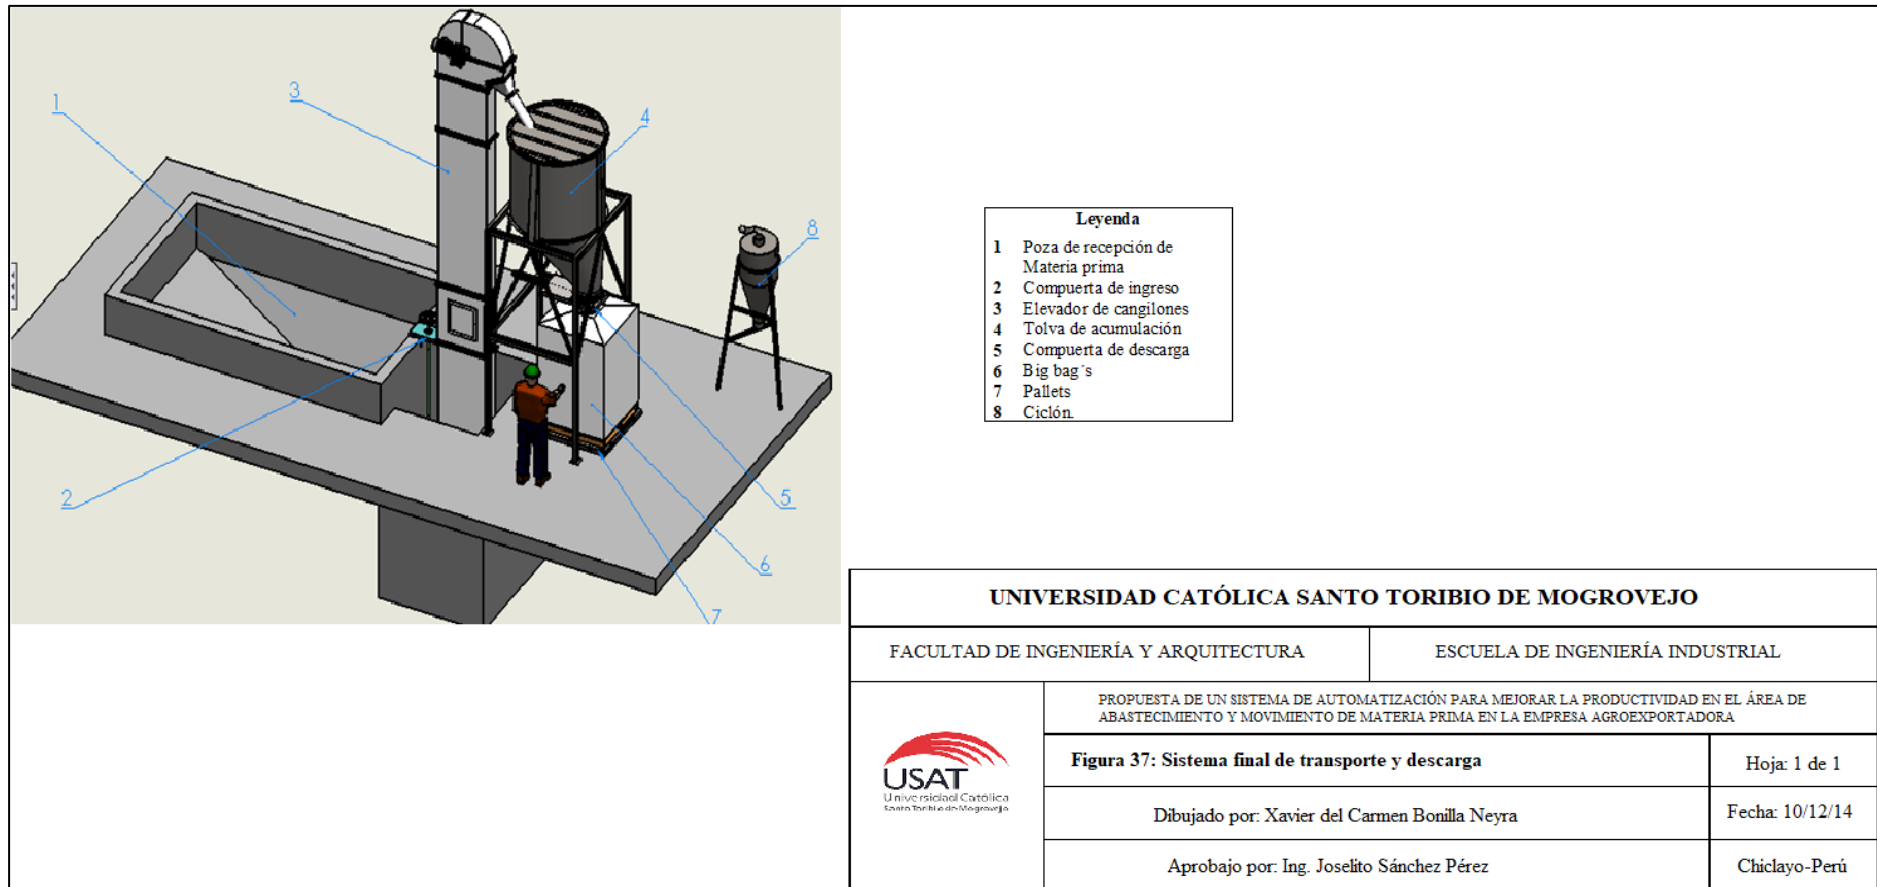 1
3
4
8
2
5
6
7
Leyenda
1 Poza de recepción de
Materia prima
2 Compuerta de ingreso
3 Elevador de cangilones
4 Tolva de acumulación
5 Compuerta de descarga
6 Big bag´s
7 Pallets
8 Ciclón.
UNIVERSIDAD CATÓLICA SANTO TORIBIO DE MOGROVEJO
FACULTAD DE INGENIERÍA Y ARQUITECTURA
ESCUELA DE INGENIERÍA INDUSTRIAL
PROPUESTA DE UN SISTEMA DE AUTOMATIZACIÓN PARA MEJORAR LA PRODUCTIVIDAD EN EL ÁREA DE
ABASTECIMIENTO Y MOVIMIENTO DE MATERIA PRIMA EN LA EMPRESA AGROEXPORTADORA
USAT
Universidad Católica
Santo Toribio de Mogrovejo
Figura 37: Sistema final de transporte y descarga
Hoja: 1 de 1
Dibujado por: Xavier del Carmen Bonilla Neyra
Fecha: 10/12/14
Aprobajo por: Ing. Joselito Sánchez Pérez
Chiclayo-Perú